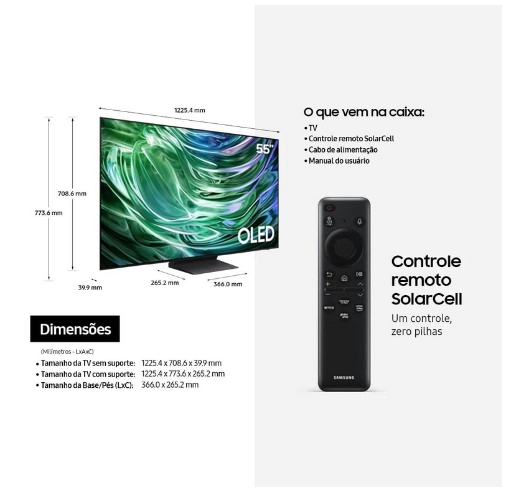 1225.4 mm
55"
708.6 mm
773.6 mm
OLED
39.9 mm
265.2 mm
366.0 mm
Dimensões
(Milímetros - LxAxC)
• Tamanho da TV sem suporte: 1225.4 x 708.6 x 39.9 mm
• Tamanho da TV com suporte: 1225.4 x 773.6 x 265.2 mm
• Tamanho da Base/Pés (LxC): 366.0 x 265.2 mm
O que vem na caixa:
• TV
• Controle remoto SolarCell
• Cabo de alimentação
• Manual do usuário
SAMSUNG
Controle
remoto
SolarCell
Um controle,
zero pilhas